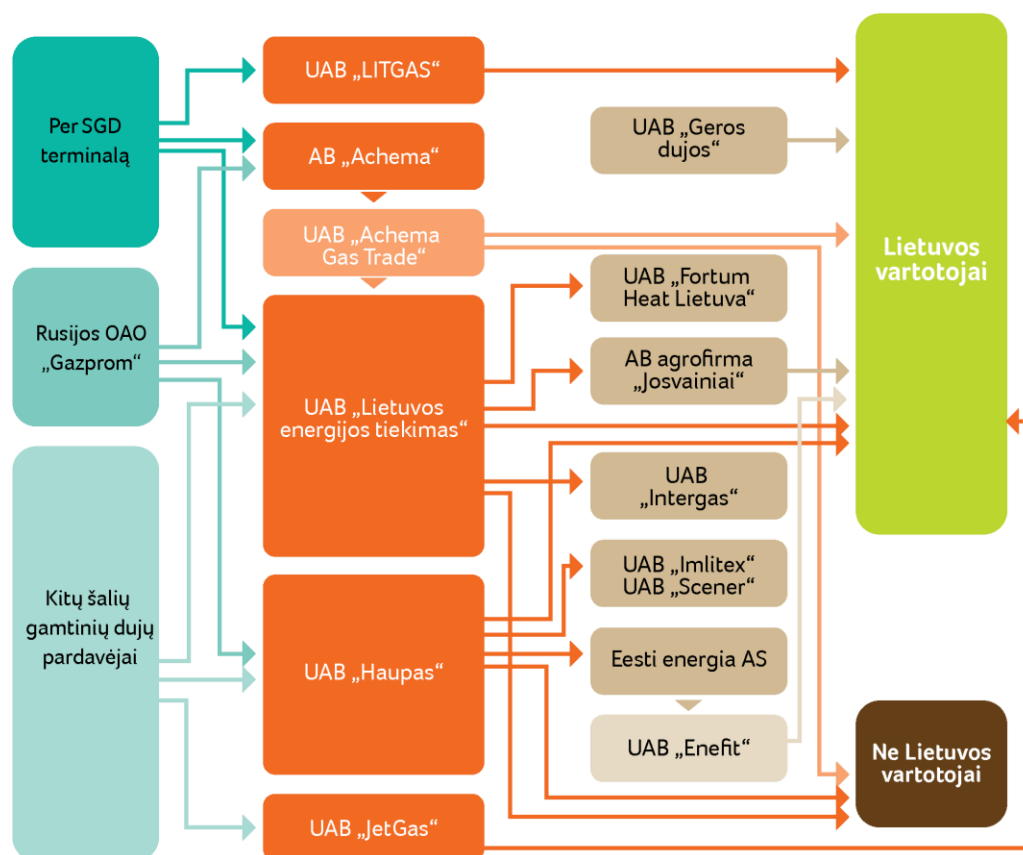 Per SGD
terminalą
Rusijos OAO
„Gazprom“
Kitų šalių
gamtinių dujų
pardavėjai
UAB „LITGAS“
AB „Achema“
UAB „Achema
Gas Trade“
UAB „Lietuvos
energijos tiekimas“
UAB „Haupas“
UAB „JetGas“
UAB „Geros
dujos“
UAB „Fortum
Heat Lietuva“
AB agrofirma
„Josvainiai“
UAB
„Intergas“
UAB „Imlitex“
UAB „Scener“
Eesti energia AS
UAB „Enefit“
Lietuvos
vartotojai
Ne Lietuvos
vartotojai